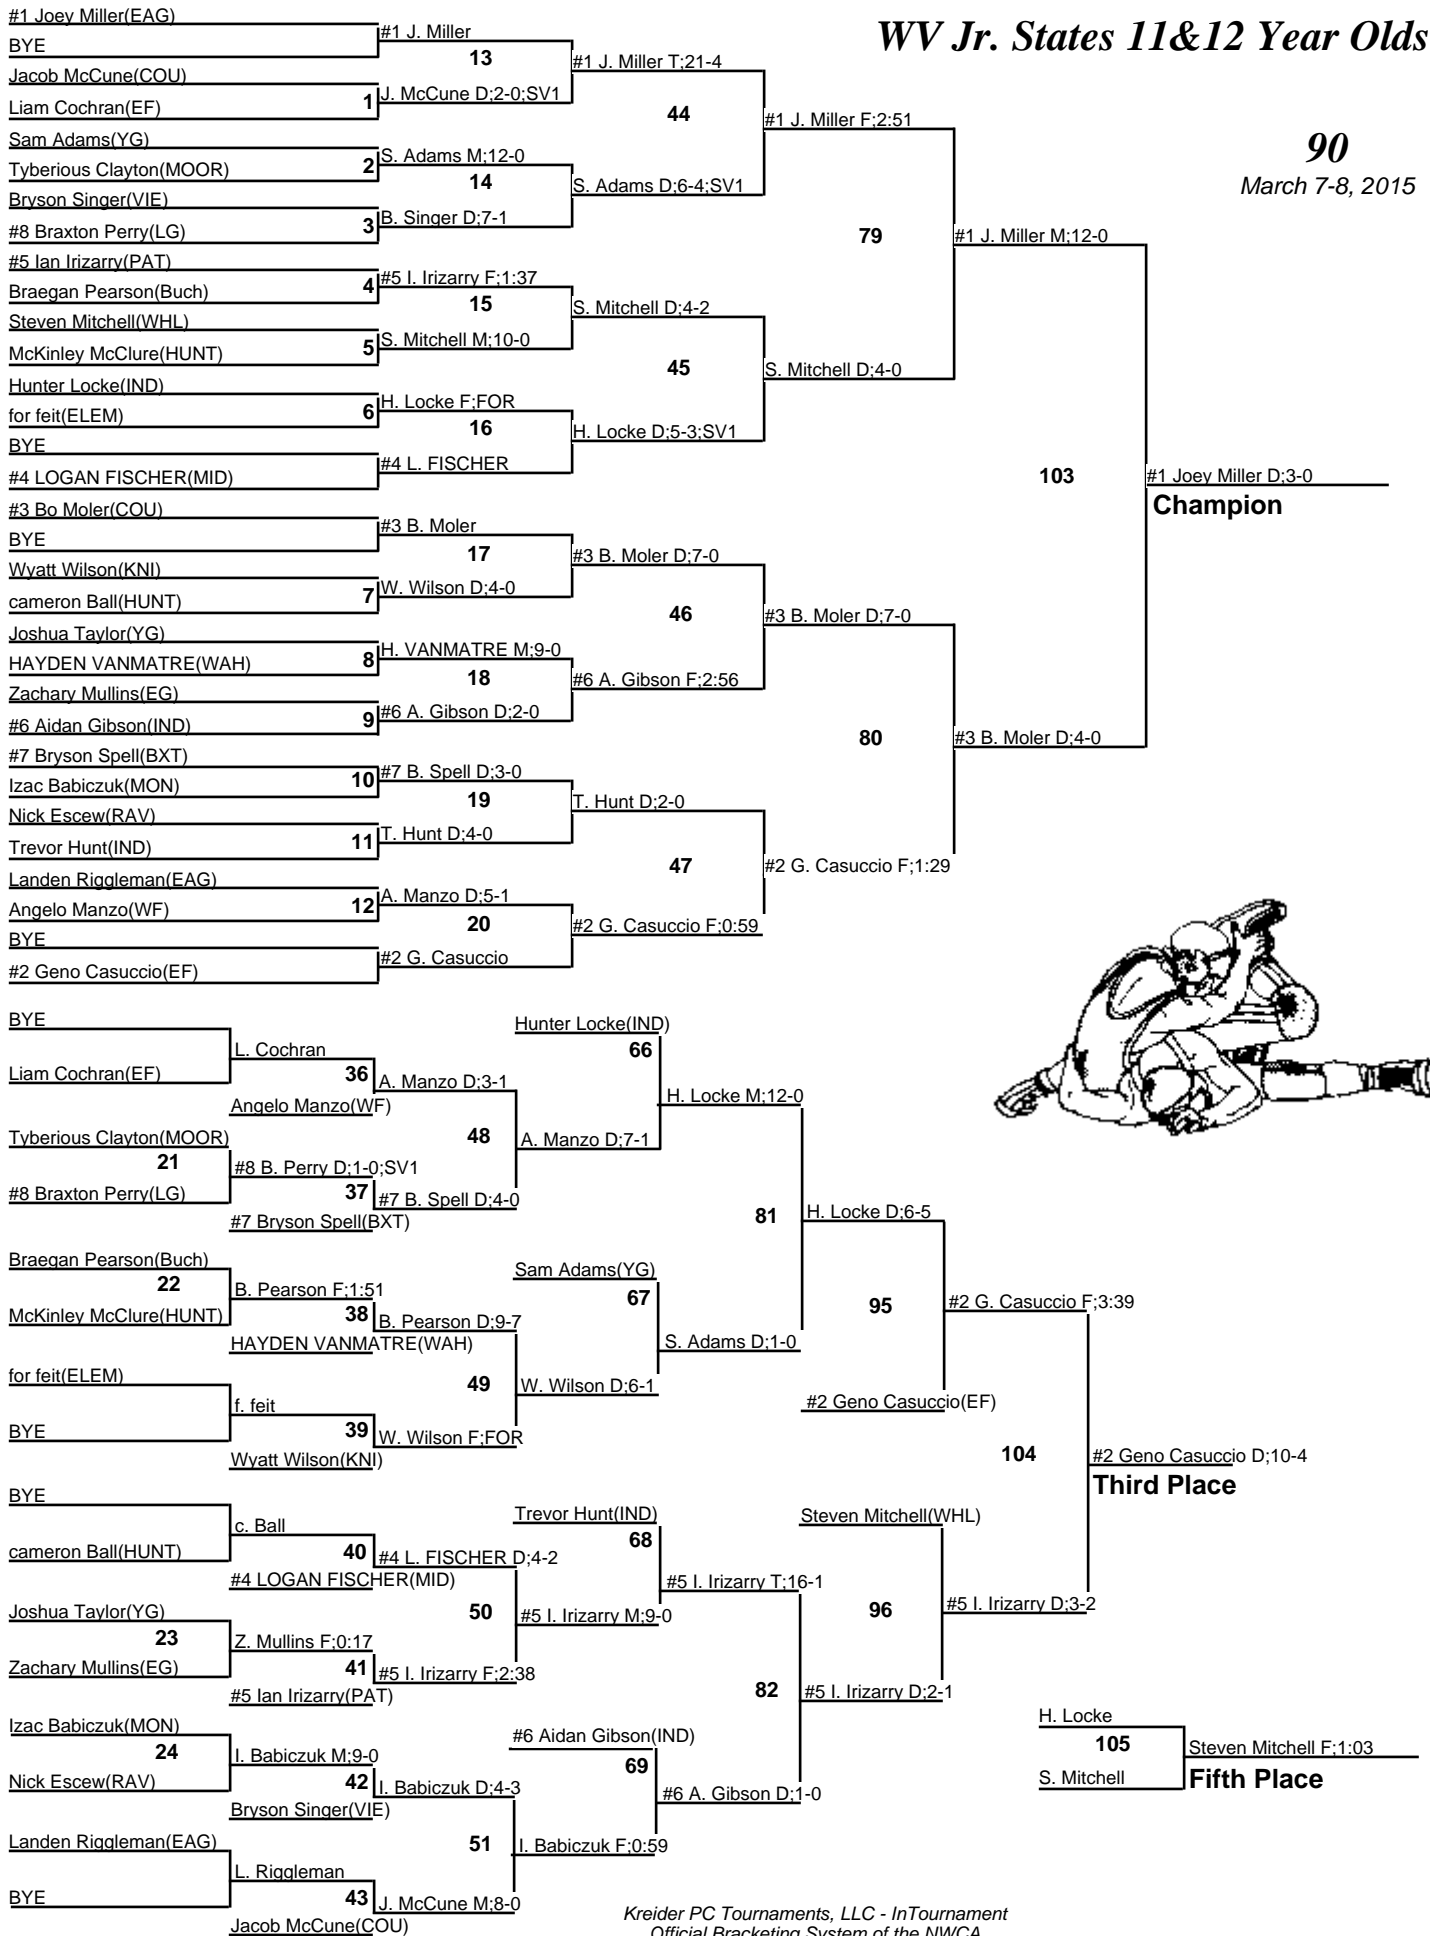 WV Jr. States 11&12 Year Olds
90
March 7-8, 2015
#1 Joey Miller(EAG)
BYE
Jacob McCune(COU)
Liam Cochran(EF)
Sam Adams(YG)
Tyberious Clayton(MOOR)
Bryson Singer(VIE)
#8 Braxton Perry(LG)
#5 Ian Irizarry(PAT)
Braegan Pearson(Buch)
Steven Mitchell(WHL)
McKinley McClure(HUNT)
Hunter Locke(IND)
for feit(ELEM)
BYE
#4 LOGAN FISCHER(MID)
#3 Bo Moler(COU)
BYE
Wyatt Wilson(KNI)
cameron Ball(HUNT)
Joshua Taylor(YG)
HAYDEN VANMATRE(WAH)
Zachary Mullins(EG)
#6 Aidan Gibson(IND)
#7 Bryson Spell(BXT)
Izac Babiczuk(MON)
Nick Escew(RAV)
Trevor Hunt(IND)
Landen Riggleman(EAG)
Angelo Manzo(WF)
BYE
#2 Geno Casuccio(EF)
1
2
3
4
5
6
7
8
9
10
11
12
#1 J. Miller
13
J. McCune D;2-0;SV1
S. Adams M;12-0
14
B. Singer D;7-1
#5 I. Irizarry F;1:37
15
S. Mitchell M;10-0
H. Locke F;FOR
16
#4 L. FISCHER
#3 B. Moler
17
W. Wilson D;4-0
H. VANMATRE M;9-0
18
#6 A. Gibson D;2-0
#7 B. Spell D;3-0
19
T. Hunt D;4-0
A. Manzo D;5-1
20
#2 G. Casuccio
#1 J. Miller T;21-4
44
S. Adams D;6-4;SV1
S. Mitchell D;4-2
45
H. Locke D;5-3;SV1
#3 B. Moler D;7-0
46
#6 A. Gibson F;2:56
T. Hunt D;2-0
47
#2 G. Casuccio F;0:59
#1 J. Miller F;2:51
79
S. Mitchell D;4-0
#3 B. Moler D;7-0
80
#2 G. Casuccio F;1:29
#1 J. Miller M;12-0
103
#3 B. Moler D;4-0
#1 Joey Miller D;3-0
Champion
BYE
Liam Cochran(EF)
Tyberious Clayton(MOOR)
21
#8 Braxton Perry(LG)
Braegan Pearson(Buch)
22
McKinley McClure(HUNT)
for feit(ELEM)
BYE
BYE
cameron Ball(HUNT)
Joshua Taylor(YG)
23
Zachary Mullins(EG)
Izac Babiczuk(MON)
24
Nick Escew(RAV)
Landen Riggleman(EAG)
BYE
L. Cochran
36
Angelo Manzo(WF)
#8 B. Perry D;1-0;SV1
37
#7 Bryson Spell(BXT)
B. Pearson F;1:51
38
HAYDEN VANMATRE(WAH)
f. feit
39
Wyatt Wilson(KNI)
c. Ball
40
#4 LOGAN FISCHER(MID)
Z. Mullins F;0:17
41
#5 Ian Irizarry(PAT)
I. Babiczuk M;9-0
42
Bryson Singer(VIE)
L. Riggleman
43
Jacob McCune(COU)
A. Manzo D;3-1
48
#7 B. Spell D;4-0
B. Pearson D;9-7
49
W. Wilson F;FOR
#4 L. FISCHER D;4-2
50
#5 I. Irizarry F;2:38
I. Babiczuk D;4-3
51
J. McCune M;8-0
Hunter Locke(IND)
66
A. Manzo D;7-1
Sam Adams(YG)
67
W. Wilson D;6-1
Trevor Hunt(IND)
68
#5 I. Irizarry M;9-0
#6 Aidan Gibson(IND)
69
I. Babiczuk F;0:59
H. Locke M;12-0
81
S. Adams D;1-0
#5 I. Irizarry T;16-1
82
#6 A. Gibson D;1-0
H. Locke D;6-5
95
#2 Geno Casuccio(EF)
Steven Mitchell(WHL)
96
#5 I. Irizarry D;2-1
#2 G. Casuccio F;3:39
104
#5 I. Irizarry D;3-2
#2 Geno Casuccio D;10-4
Third Place
H. Locke
105
S. Mitchell
Steven Mitchell F;1:03
Fifth Place
Kreider PC Tournaments, LLC - InTournament
Official Bracketing System of the NWCA